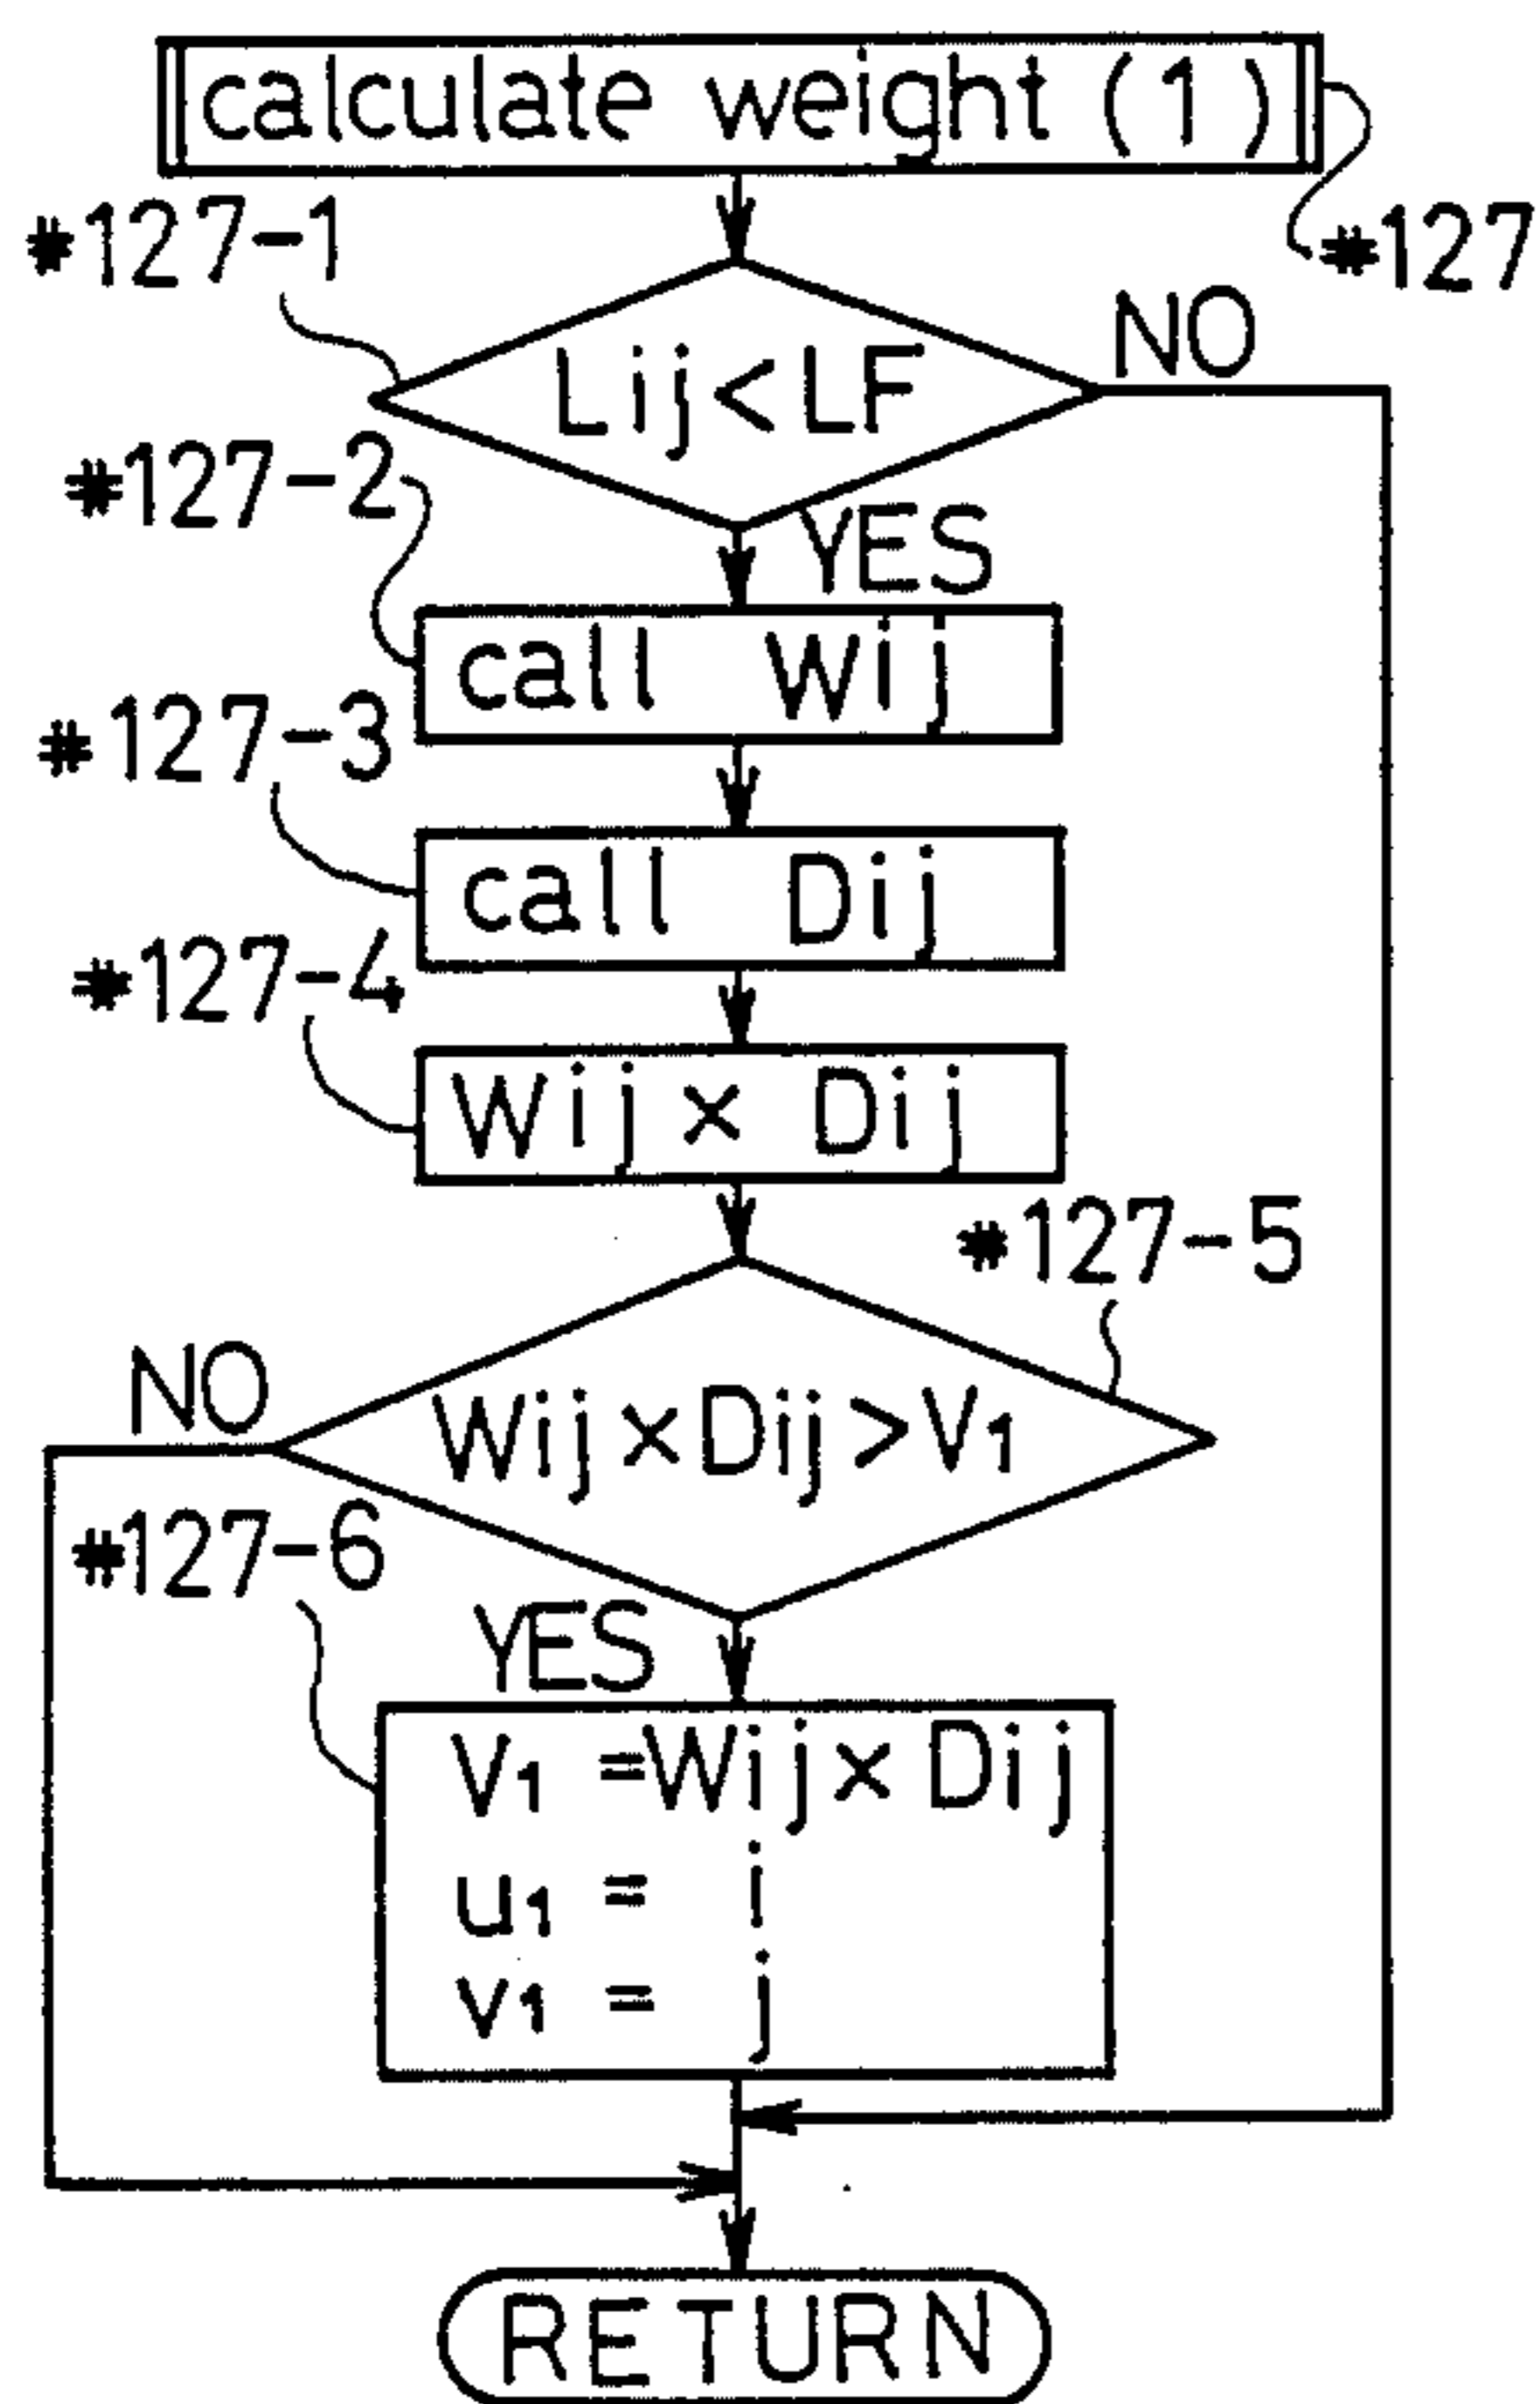 calculate weight (1)
*127-1
*127
Lij<LF
NO
*127-2
YES
call Wij
*127-3
call Dij
*127-4
Wij × Dij
*127-5
NO
Wij×Dij>V1
*127-6
YES
V1 =Wij× Dij
u1 = i
v1 = j
RETURN